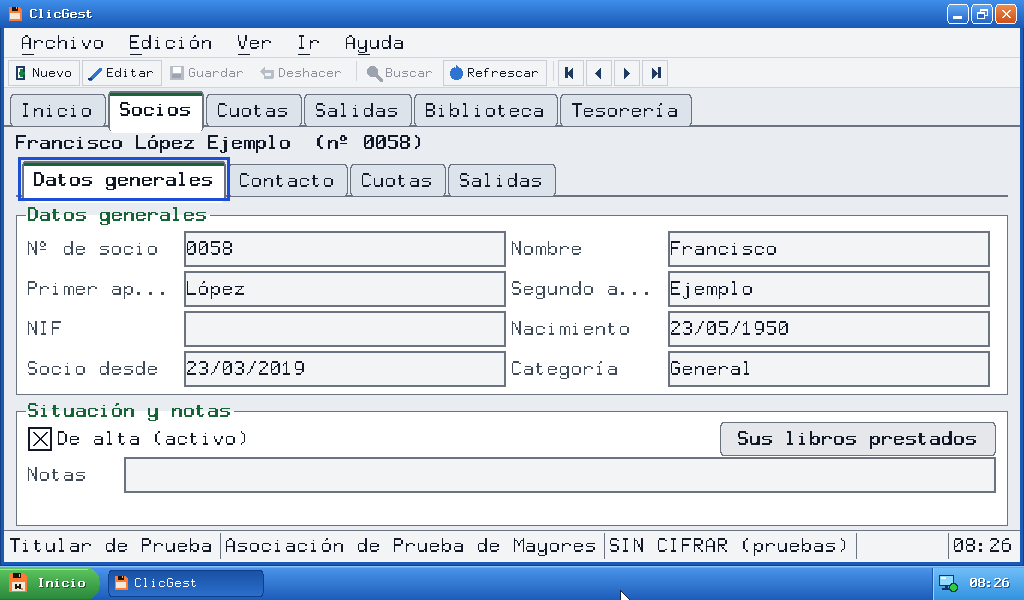 ClicGest
Archivo Edición Ver Ir Ayuda
Nuevo Editar Guardar Deshacer Buscar Refrescar
Inicio Socios Cuotas Salidas Biblioteca Tesorería
Francisco López Ejemplo (nº 0058)
Datos generales Contacto Cuotas Salidas
Datos generales
Nº de socio 0058 Nombre Francisco
Primer ap... López Segundo a... Ejemplo
NIF Nacimiento 23/05/1950
Socio desde 23/03/2019 Categoría General
Situación y notas
De alta (activo) Sus libros prestados
Notas
Titular de Prueba Asociación de Prueba de Mayores SIN CIFRAR (pruebas) 08:26
Inicio ClicGest 08:26